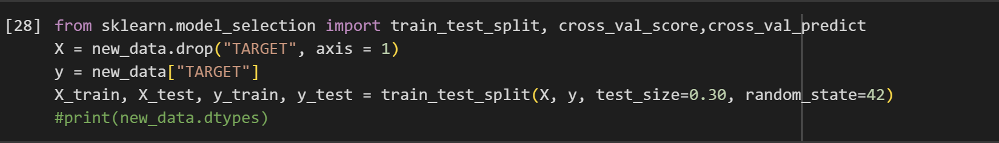 [28] from sklearn.model_selection import train_test_split, cross_val_score,cross_val_predict
X = new_data.drop("TARGET", axis = 1)
y = new_data["TARGET"]
X_train, X_test, y_train, y_test = train_test_split(X, y, test_size=0.30, random_state=42)
#print(new_data.dtypes)